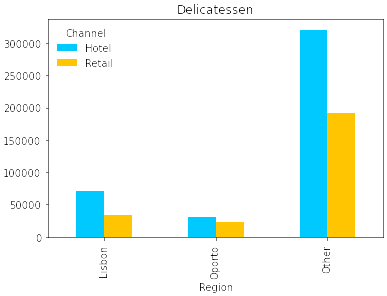 Delicatessen
Channel
Hotel
Retail
300000
250000
200000
150000
100000
50000
0
Lisbon
Oporto
Other
Region